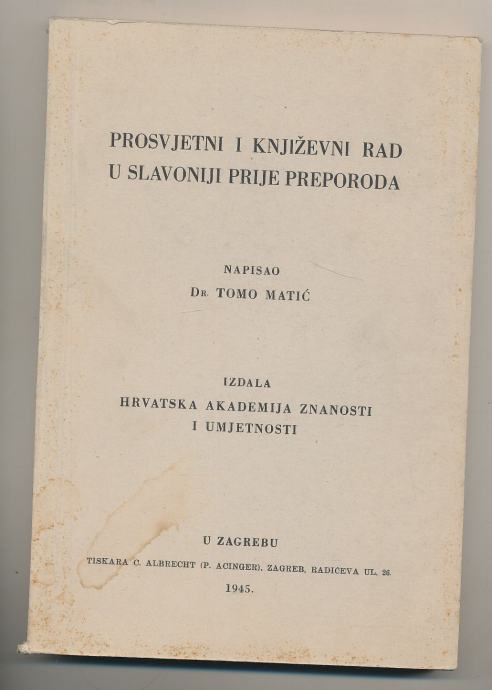 PROSVJETNI I KNJIŽEVNI RAD
U SLAVONIJI PRIJE PREPORODA
NAPISAO
DR. TOMO MATIĆ
IZDALA
HRVATSKA AKADEMIJA ZNANOSTI
I UMJETNOSTI
U ZAGREBU
TISKARA C. ALBRECHT (P. ACINGER), ZAGREB, RADIĆEVA UL. 26.
1945.